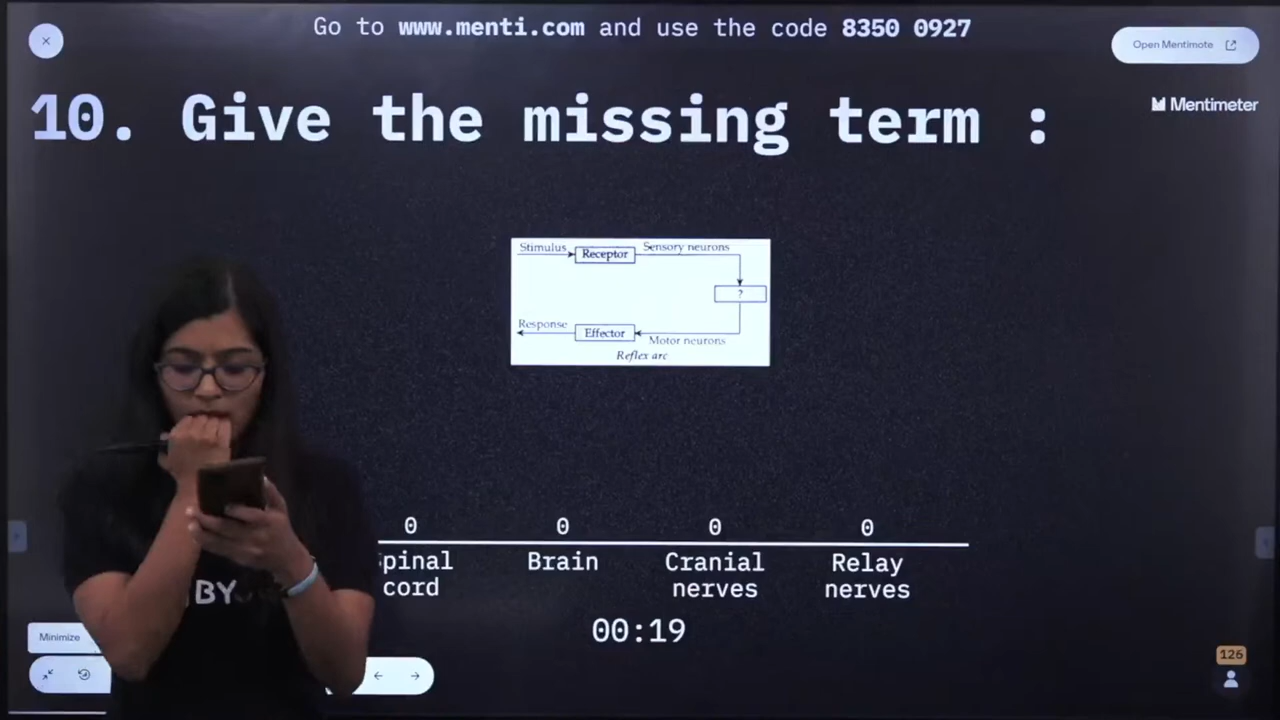 Go to www.menti.com and use the code 8350 0927
Open Mentimote
Mentimeter
10. Give the missing term :
Stimulus
Receptor
Sensory neurons
?
Response
Effector
Motor neurons
Reflex arc
0 0 0 0
pinal Brain Cranial Relay
cord nerves nerves
00:19
BY
Minimize
126